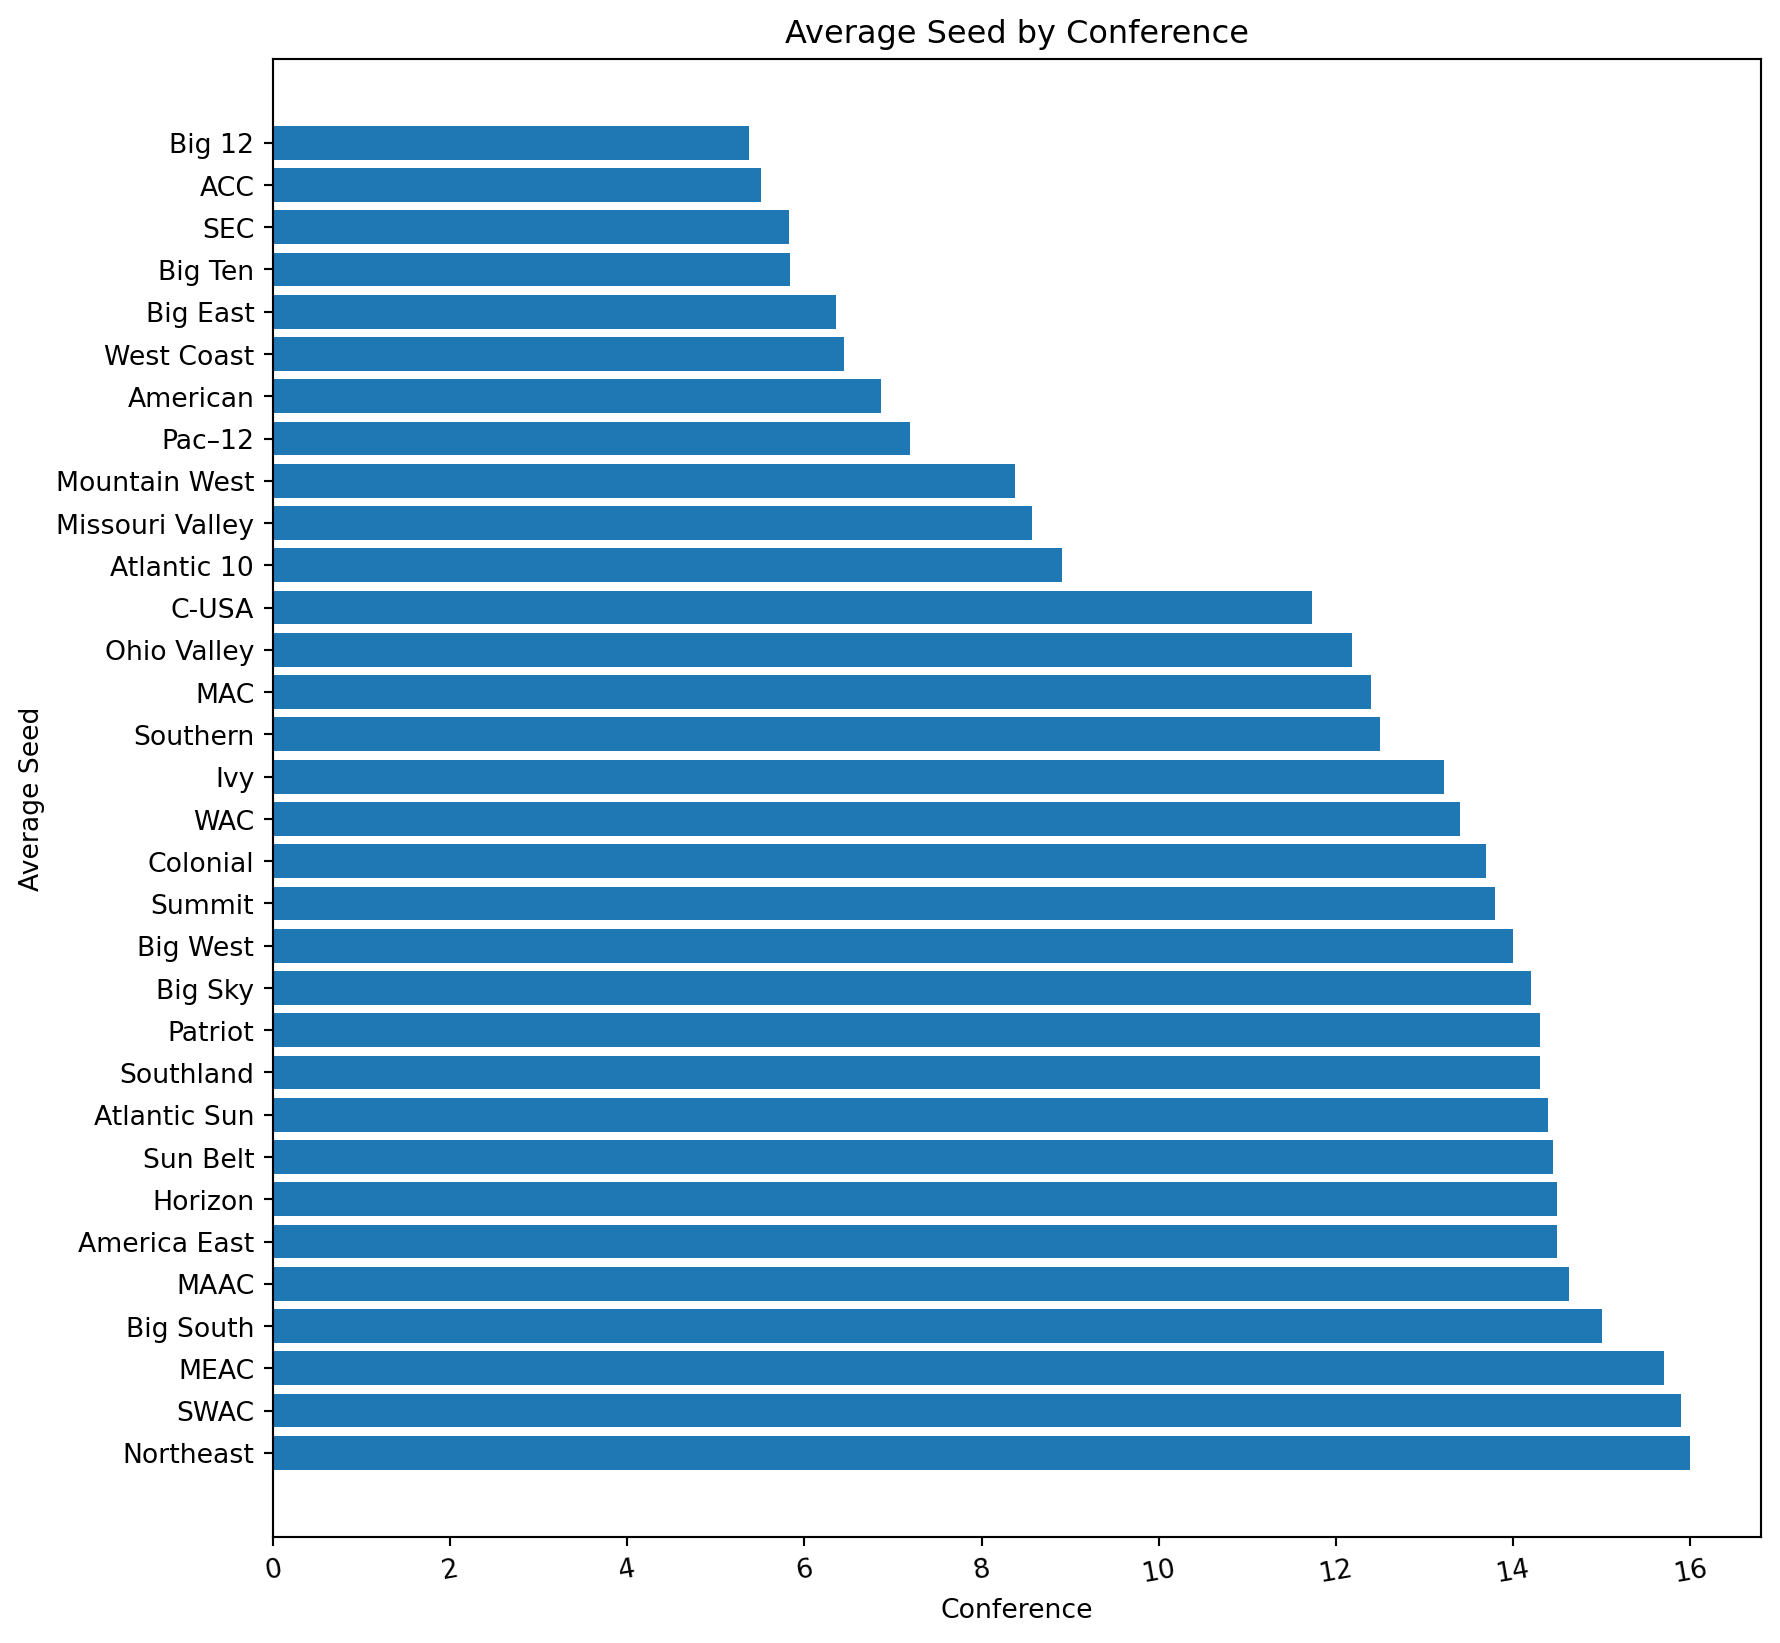 Average Seed by Conference
Big 12
ACC
SEC
Big Ten
Big East
West Coast
American
Pac–12
Mountain West
Missouri Valley
Atlantic 10
C-USA
Ohio Valley
MAC
Southern
Ivy
WAC
Colonial
Summit
Big West
Big Sky
Patriot
Southland
Atlantic Sun
Sun Belt
Horizon
America East
MAAC
Big South
MEAC
SWAC
Northeast
Average Seed
0 2 4 6 8 10 12 14 16
Conference